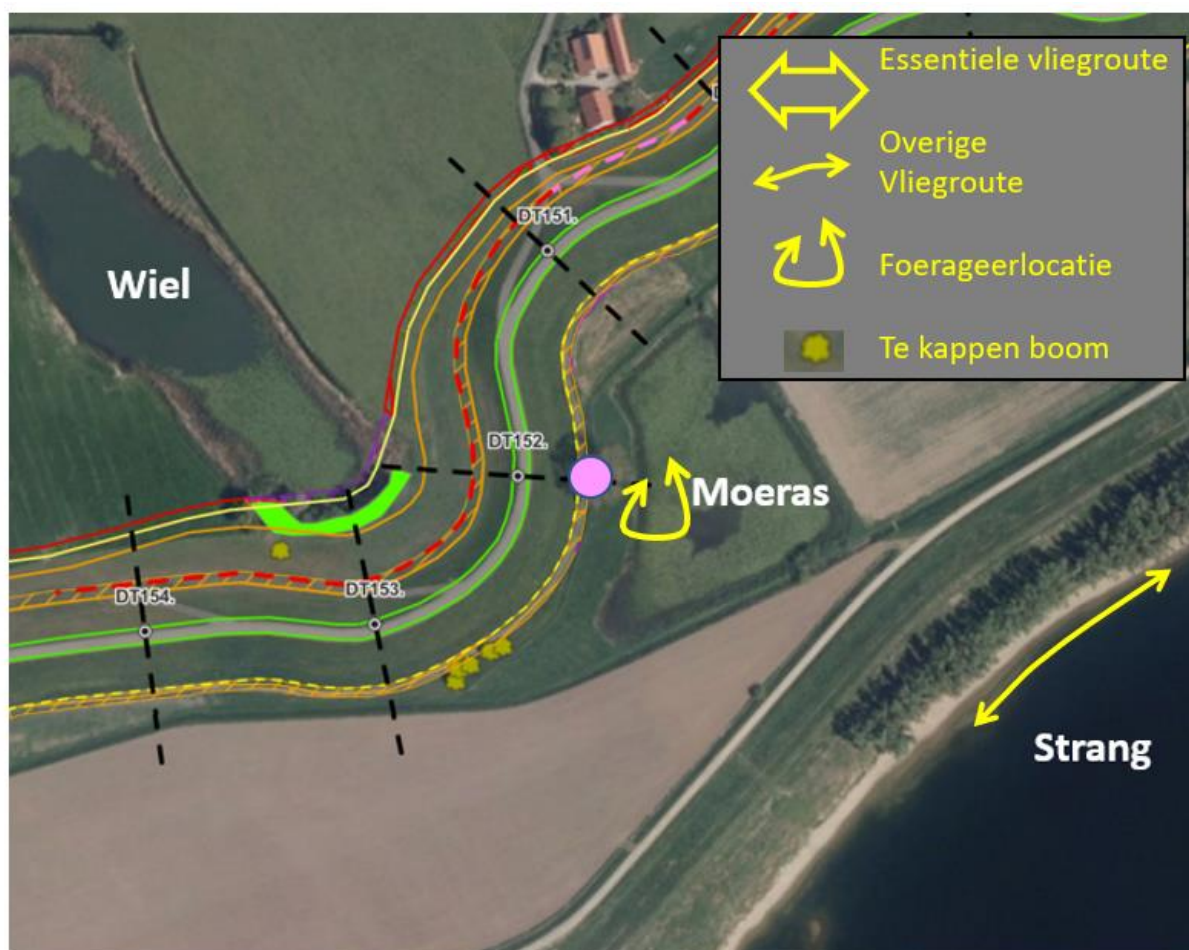 Essentiele vliegroute
Overige
Vliegroute
Foerageerlocatie
Te kappen boom
Wiel
DT151.
DT152.
Moeras
DT153.
DT154.
Strang